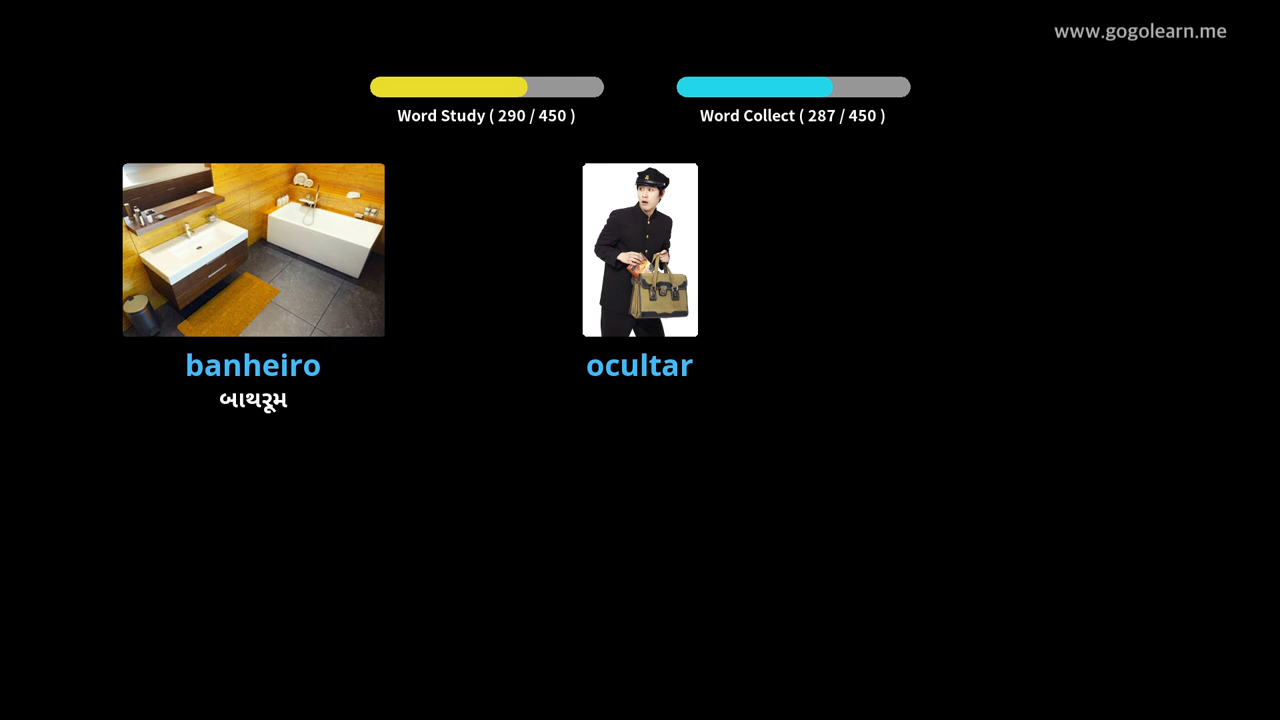 www.gogolearn.me
Word Study ( 290 / 450 )
Word Collect ( 287 / 450 )
banheiro
ocultar
બાથરૂમ